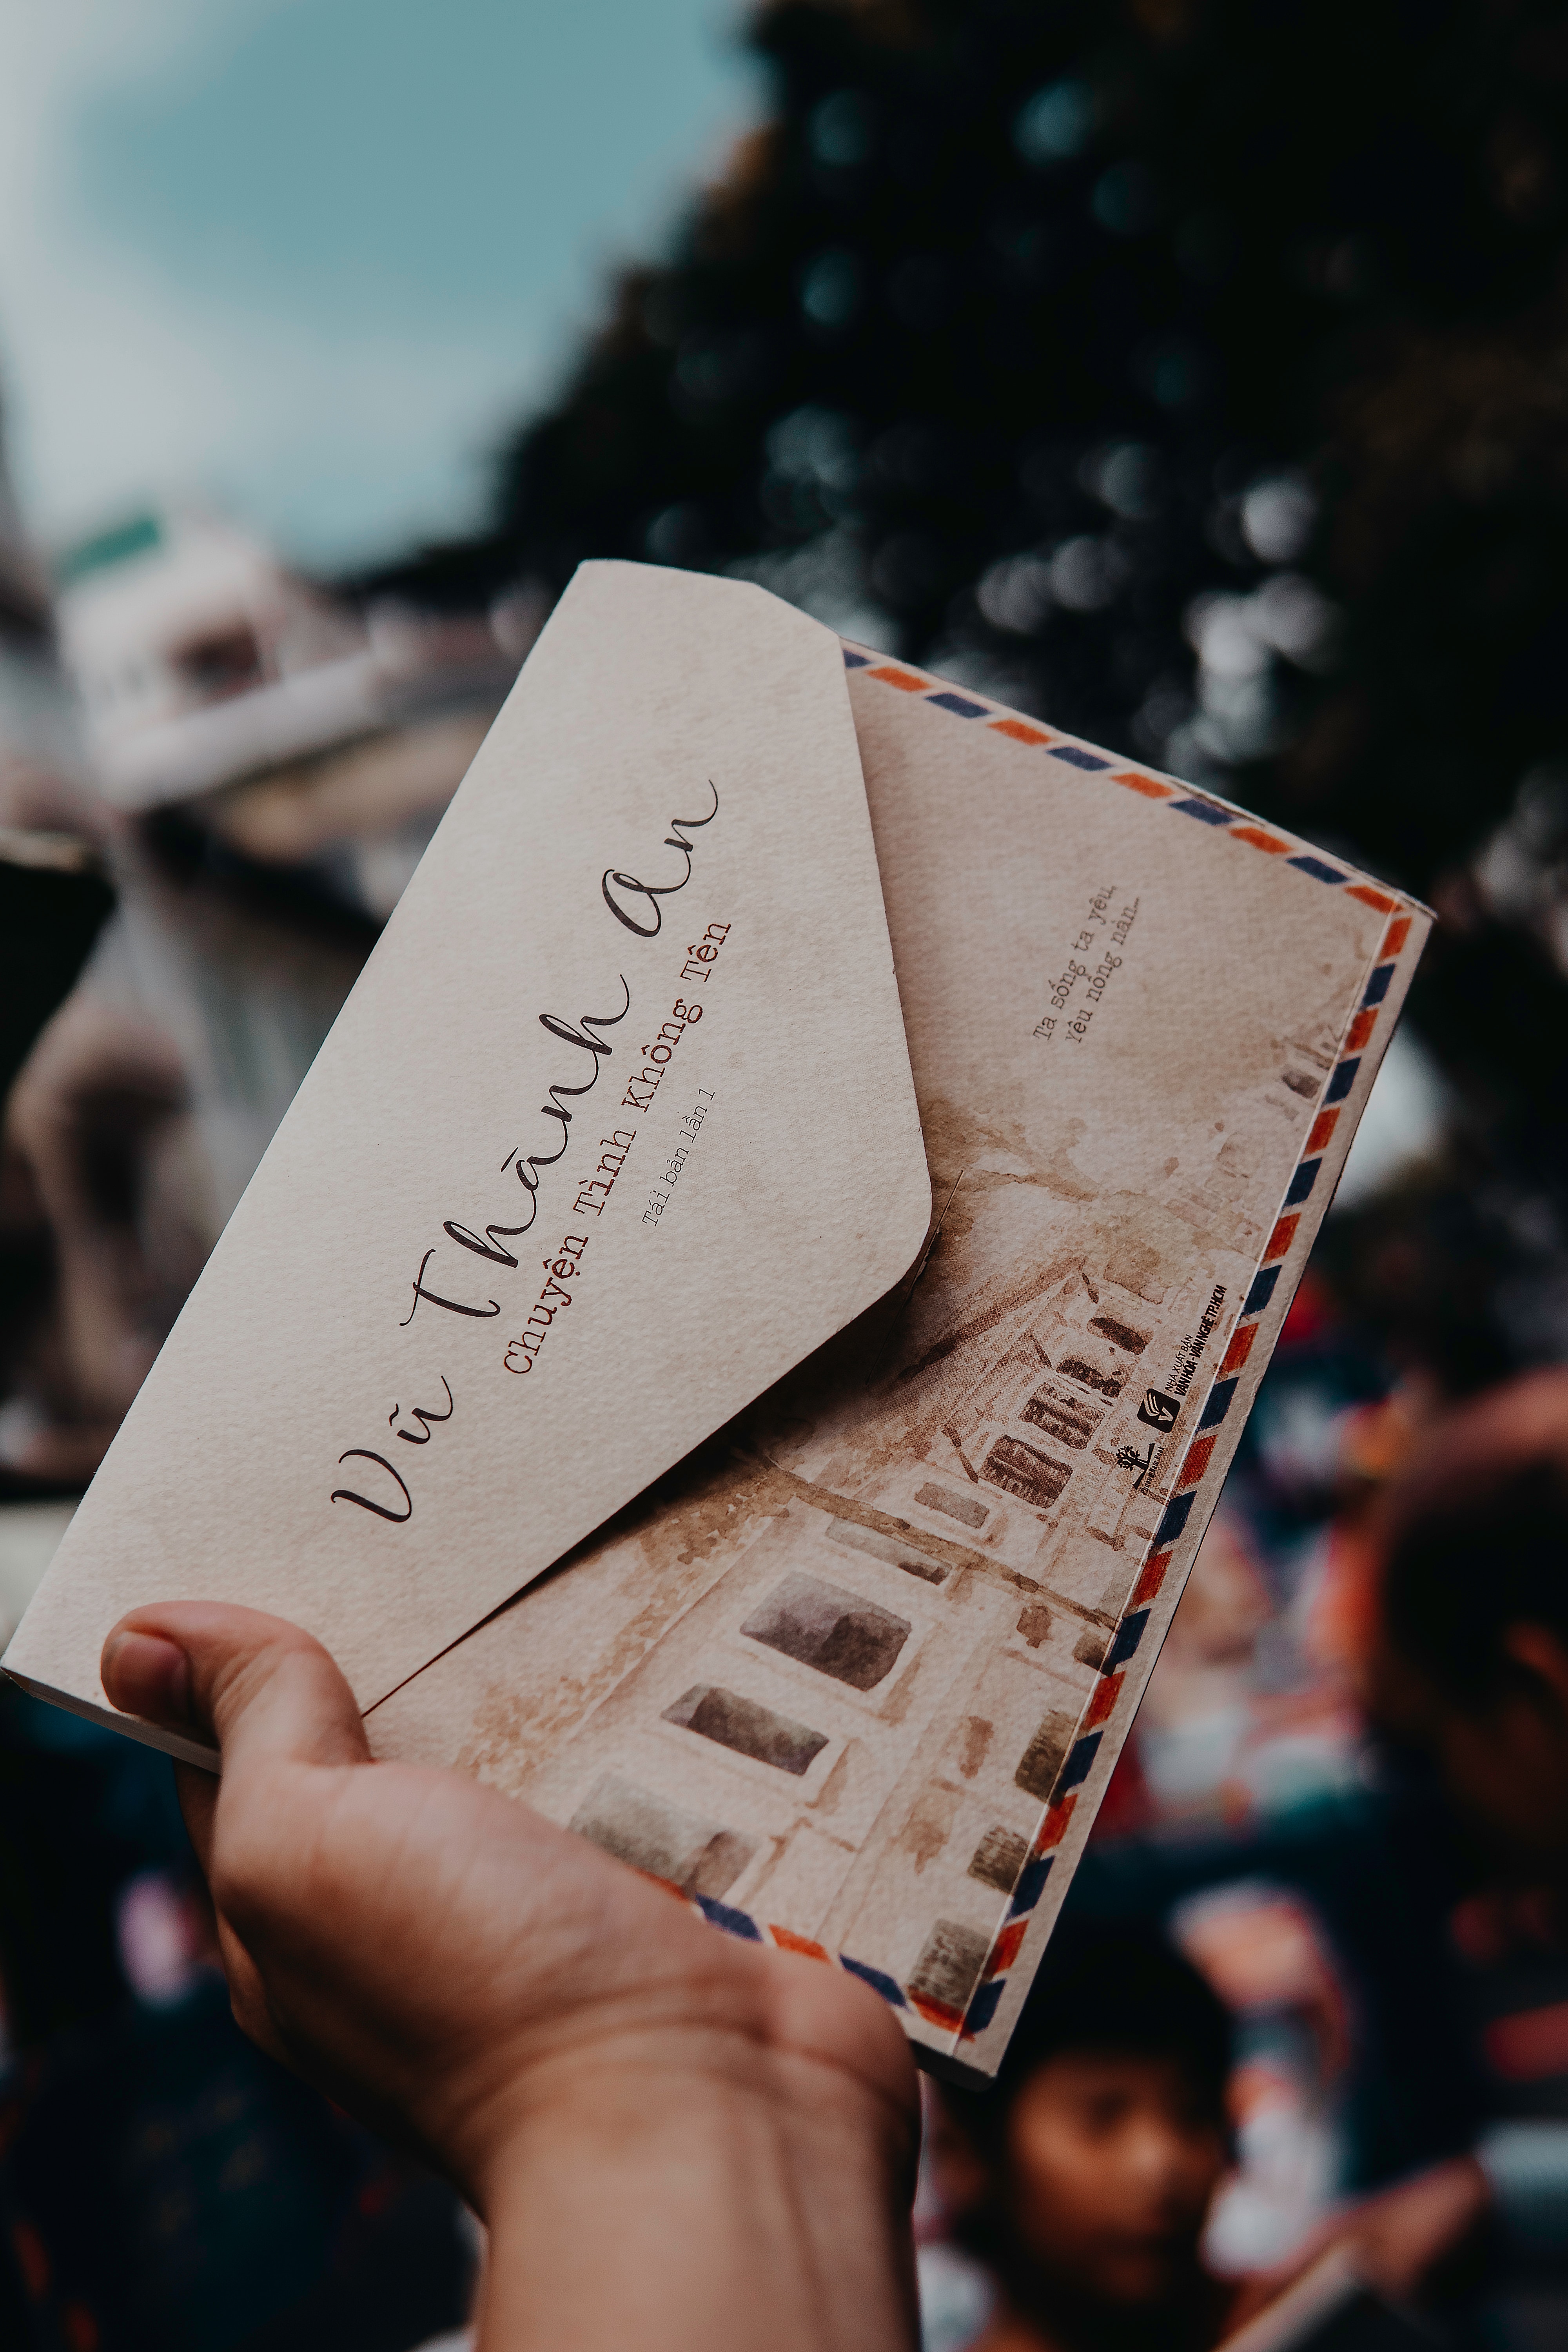 Vũ Thành An
Chuyện Tình Không Tên
Tái bản lần 1
Ta sống ta yêu,
yêu nồng nàn…
NHÀ XUẤT BẢN
VĂN HÓA - VĂN NGHỆ TP.HCM